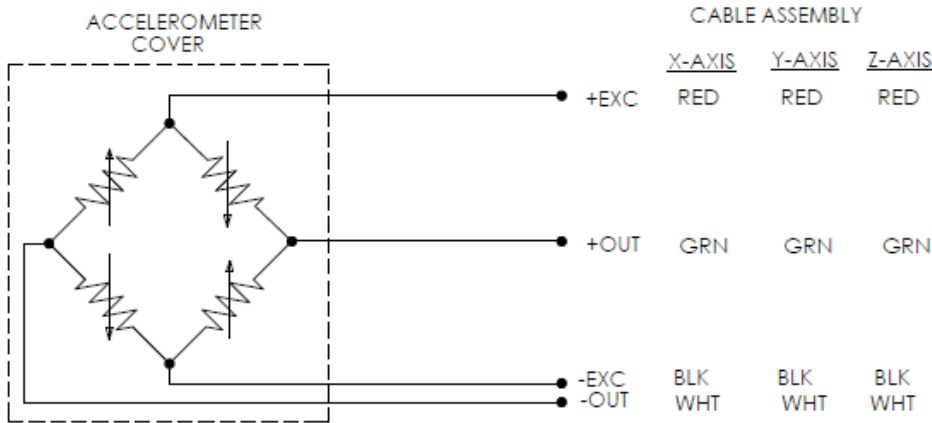 ACCELEROMETER
COVER
CABLE ASSEMBLY
X-AXIS Y-AXIS Z-AXIS
+EXC RED RED RED
+OUT GRN GRN GRN
-EXC BLK BLK BLK
-OUT WHT WHT WHT